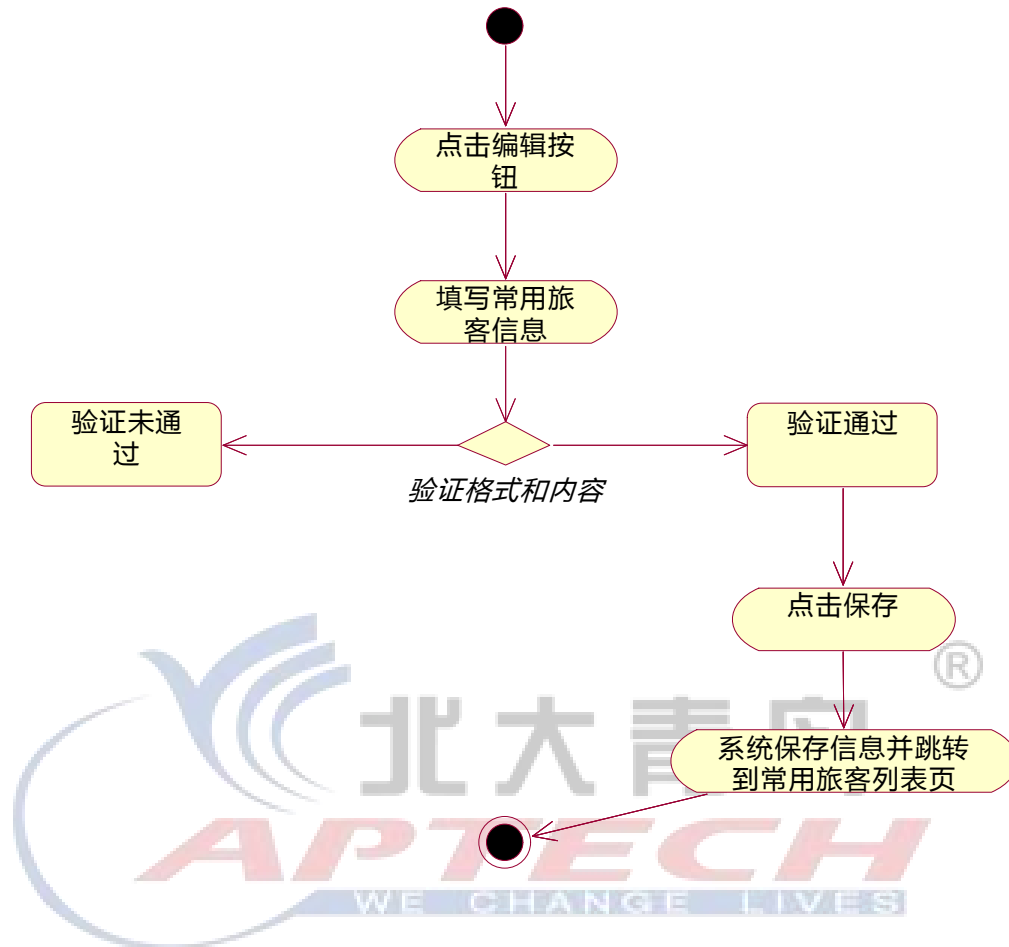 点击编辑按
钮
填写常用旅
客信息
验证未通
过
验证通过
验证格式和内容
点击保存
®
北大青鸟
系统保存信息并跳转
到常用旅客列表页
APTECH
WE CHANGE LIVES